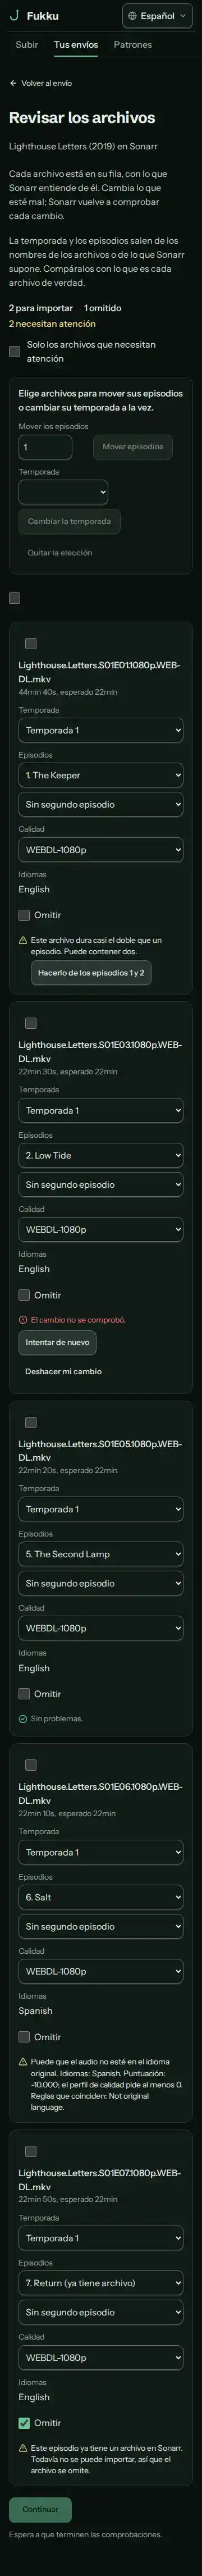 Fukku
Español
Subir
Tus envíos
Patrones
Volver al envío
Revisar los archivos
Lighthouse Letters (2019) en Sonarr
Cada archivo está en su fila, con lo que
Sonarr entiende de él. Cambia lo que
esté mal; Sonarr vuelve a comprobar
cada cambio.
La temporada y los episodios salen de los
nombres de los archivos o de lo que Sonarr
supone. Compáralos con lo que es cada
archivo de verdad.
2 para importar
1 omitido
2 necesitan atención
Solo los archivos que necesitan
atención
Elige archivos para mover sus episodios
o cambiar su temporada a la vez.
Mover los episodios
1
Mover episodios
Temporada
Cambiar la temporada
Quitar la elección
Lighthouse.Letters.S01E01.1080p.WEB-
DL.mkv
44min 40s, esperado 22min
Temporada
Temporada 1
Episodios
1. The Keeper
Sin segundo episodio
Calidad
WEBDL-1080p
Idiomas
English
Omitir
Este archivo dura casi el doble que un
episodio. Puede contener dos.
Hacerlo de los episodios 1 y 2
Lighthouse.Letters.S01E03.1080p.WEB-
DL.mkv
22min 30s, esperado 22min
Temporada
Temporada 1
Episodios
2. Low Tide
Sin segundo episodio
Calidad
WEBDL-1080p
Idiomas
English
Omitir
El cambio no se comprobó.
Intentar de nuevo
Deshacer mi cambio
Lighthouse.Letters.S01E05.1080p.WEB-
DL.mkv
22min 20s, esperado 22min
Temporada
Temporada 1
Episodios
5. The Second Lamp
Sin segundo episodio
Calidad
WEBDL-1080p
Idiomas
English
Omitir
Sin problemas.
Lighthouse.Letters.S01E06.1080p.WEB-
DL.mkv
22min 10s, esperado 22min
Temporada
Temporada 1
Episodios
6. Salt
Sin segundo episodio
Calidad
WEBDL-1080p
Idiomas
Spanish
Omitir
Puede que el audio no esté en el idioma
original. Idiomas: Spanish. Puntuación:
-10.000; el perfil de calidad pide al menos 0.
Reglas que coinciden: Not original
language.
Lighthouse.Letters.S01E07.1080p.WEB-
DL.mkv
22min 50s, esperado 22min
Temporada
Temporada 1
Episodios
7. Return (ya tiene archivo)
Sin segundo episodio
Calidad
WEBDL-1080p
Idiomas
English
Omitir
Este episodio ya tiene un archivo en Sonarr.
Todavía no se puede importar, así que el
archivo se omite.
Continuar
Espera a que terminen las comprobaciones.